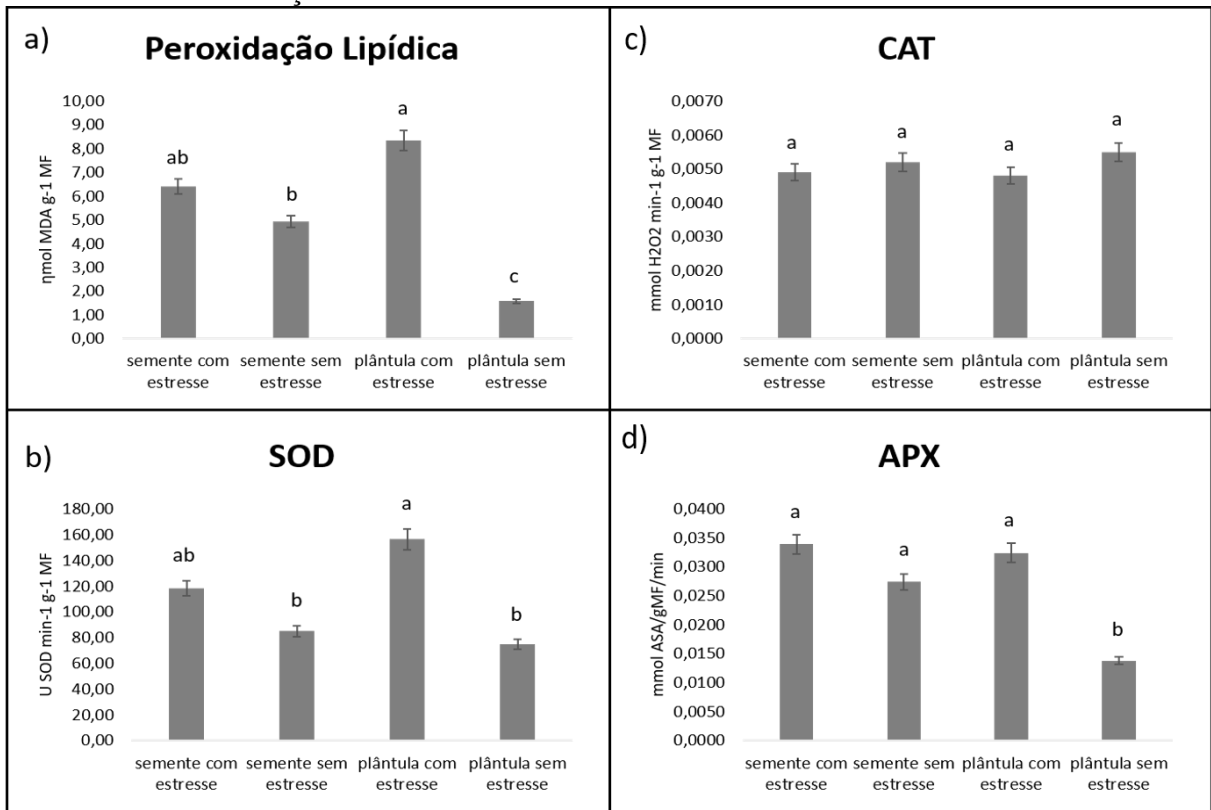 a)
Peroxidação Lipídica
ηmol MDA g-1 MF
10,00
9,00
8,00
7,00
6,00
5,00
4,00
3,00
2,00
1,00
0,00
ab
b
a
c
semente com semente sem plântula com plântula sem
estresse estresse estresse estresse
c)
CAT
mmol H2O2 min-1 g-1 MF
0,0070
0,0060
0,0050
0,0040
0,0030
0,0020
0,0010
0,0000
a
a
a
a
semente com semente sem plântula com plântula sem
estresse estresse estresse estresse
b)
SOD
U SOD min-1 g-1 MF
180,00
160,00
140,00
120,00
100,00
80,00
60,00
40,00
20,00
0,00
ab
b
a
b
semente com semente sem plântula com plântula sem
estresse estresse estresse estresse
d)
APX
mmol ASA/gMF/min
0,0400
0,0350
0,0300
0,0250
0,0200
0,0150
0,0100
0,0050
0,0000
a
a
a
b
semente com semente sem plântula com plântula sem
estresse estresse estresse estresse